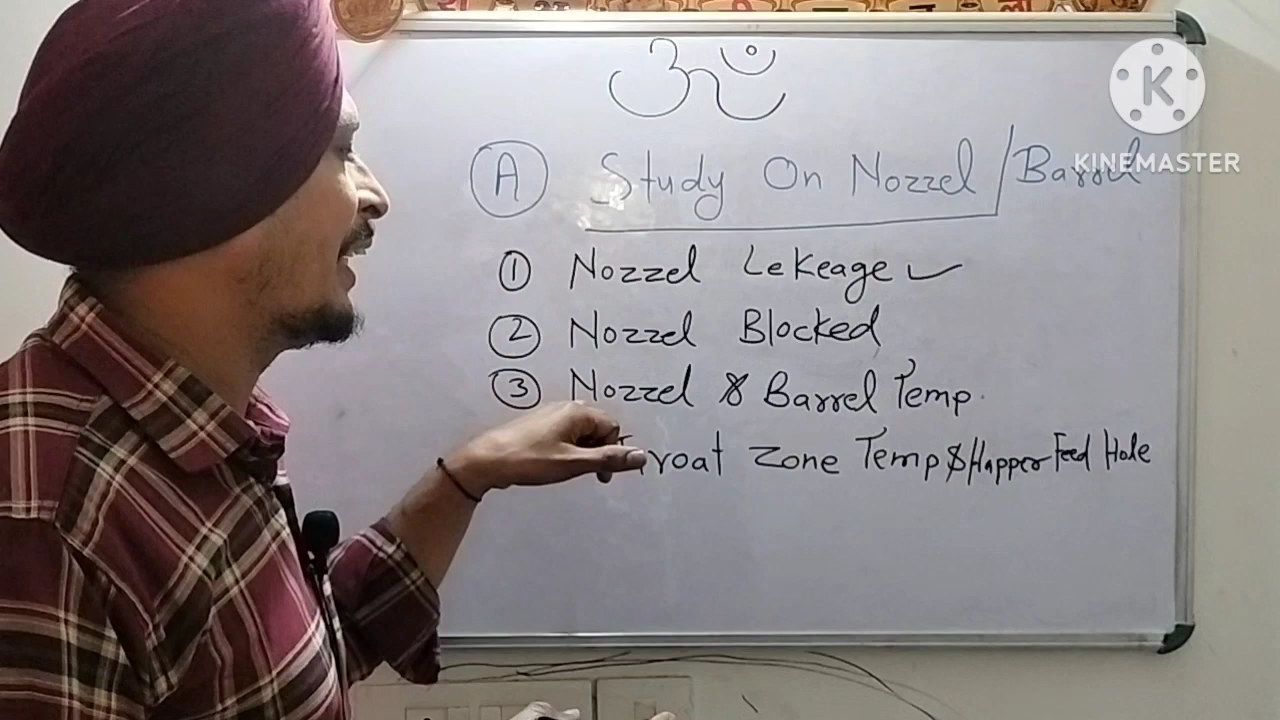 ॐ
K
KINEMASTER
A Study On Nozzel / Barrel
1 Nozzel Lekeage ✓
2 Nozzel Blocked
3 Nozzel & Barrel Temp.
Zone Temp & Happer Feed Hole